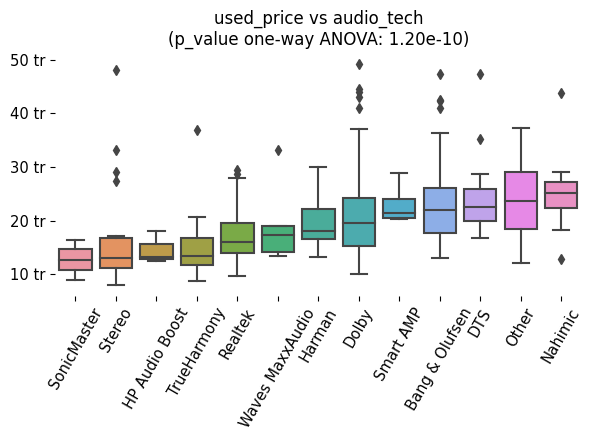 used_price vs audio_tech
(p_value one-way ANOVA: 1.20e-10)
50 tr
40 tr
30 tr
20 tr
10 tr
SonicMaster
Stereo
HP Audio Boost
TrueHarmony
Realtek
Waves MaxxAudio
Harman
Dolby
Smart AMP
Bang & Olufsen
DTS
Other
Nahimic